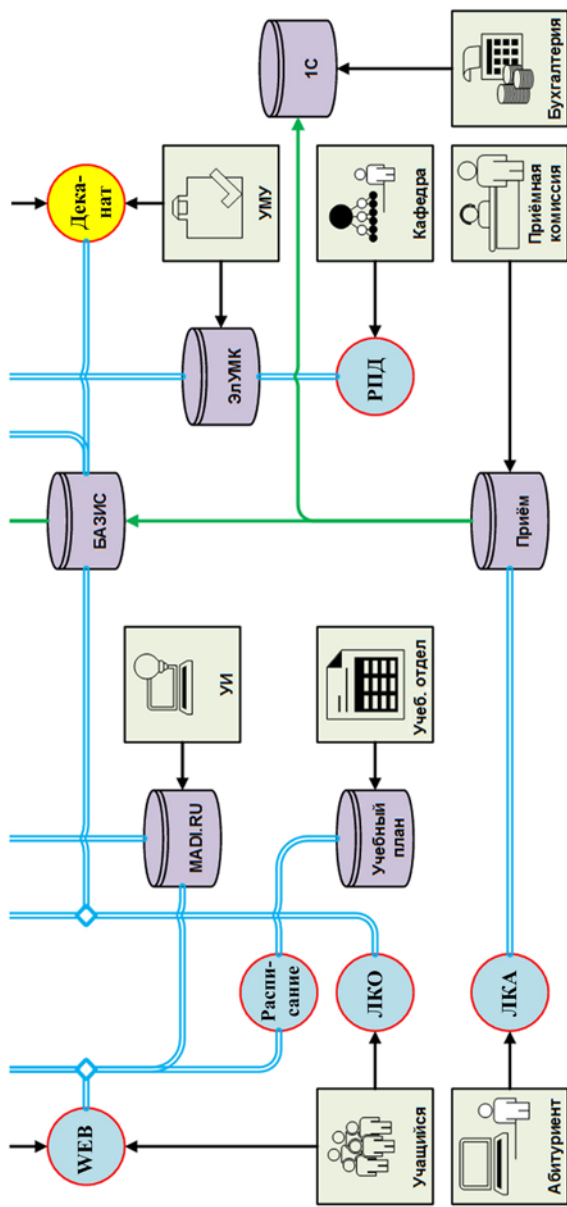 WEB
Учащийся
Абитуриент
Распи-
сание
ЛКО
ЛКА
MADI.RU
Учебный
план
УИ
Учеб. отдел
БАЗИС
Приём
ЭлУМК
РПД
Дека-
нат
УМУ
Кафедра
Приёмная
комиссия
1С
Бухгалтерия